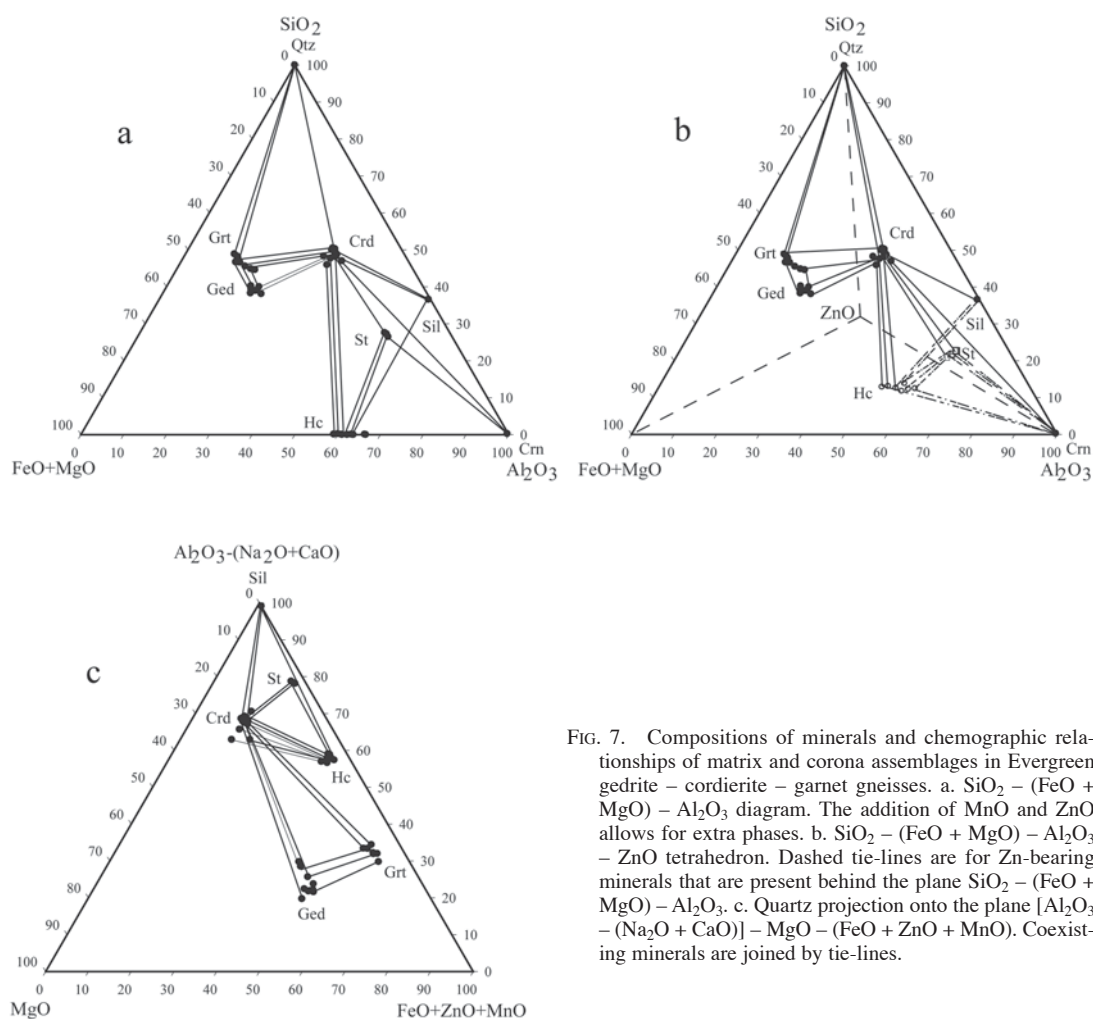 SiO2
Qtz
0 100
10 90
20 80
a
30 70
40 60
50 50
Grt Crd
60 40
Ged
70 Sil 30
St
80 20
90 10
Hc
100 0
Crn
0 10 20 30 40 50 60 70 80 90 100
FeO+MgO Al2O3
SiO2
Qtz
0 100
10 90
20 80
b
30 70
40 60
50 50
Grt Crd
60 40
Ged
ZnO Sil
70 30
St
80 20
Hc
90 10
100 0
Crn
0 10 20 30 40 50 60 70 80 90 100
FeO+MgO Al2O3
Al2O3-(Na2O+CaO)
Sil
0 100
10 90
c
20 80
St
30 70
Crd
40 60
Hc
50 50
60 40
70 Grt 30
80 20
Ged
90 10
100 0
0 10 20 30 40 50 60 70 80 90 100
MgO FeO+ZnO+MnO
FIG. 7. Compositions of minerals and chemographic rela-
tionships of matrix and corona assemblages in Evergreen
gedrite – cordierite – garnet gneisses. a. SiO2 – (FeO +
MgO) – Al2O3 diagram. The addition of MnO and ZnO
allows for extra phases. b. SiO2 – (FeO + MgO) – Al2O3
– ZnO tetrahedron. Dashed tie-lines are for Zn-bearing
minerals that are present behind the plane SiO2 – (FeO +
MgO) – Al2O3. c. Quartz projection onto the plane [Al2O3
– (Na2O + CaO)] – MgO – (FeO + ZnO + MnO). Coexist-
ing minerals are joined by tie-lines.